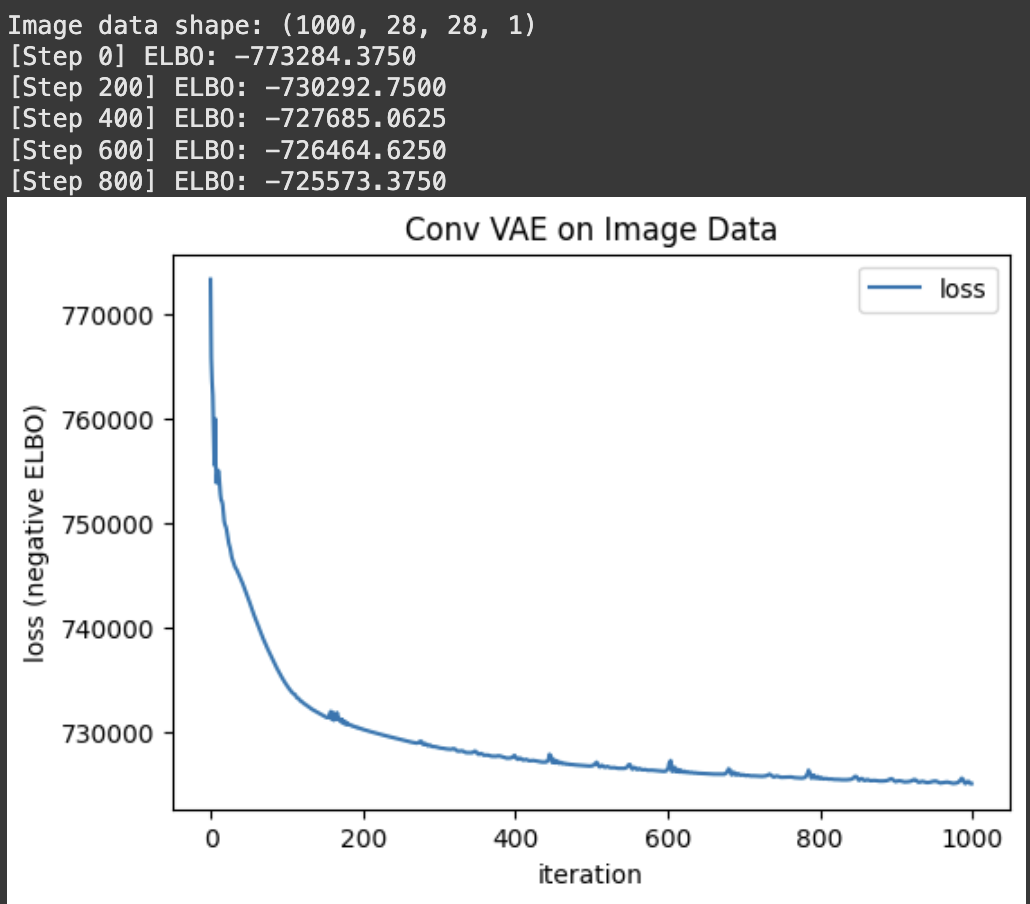 Image data shape: (1000, 28, 28, 1)
[Step 0] ELBO: -773284.3750
[Step 200] ELBO: -730292.7500
[Step 400] ELBO: -727685.0625
[Step 600] ELBO: -726464.6250
[Step 800] ELBO: -725573.3750
Conv VAE on Image Data
loss
770000
760000
750000
740000
730000
loss (negative ELBO)
0 200 400 600 800 1000
iteration